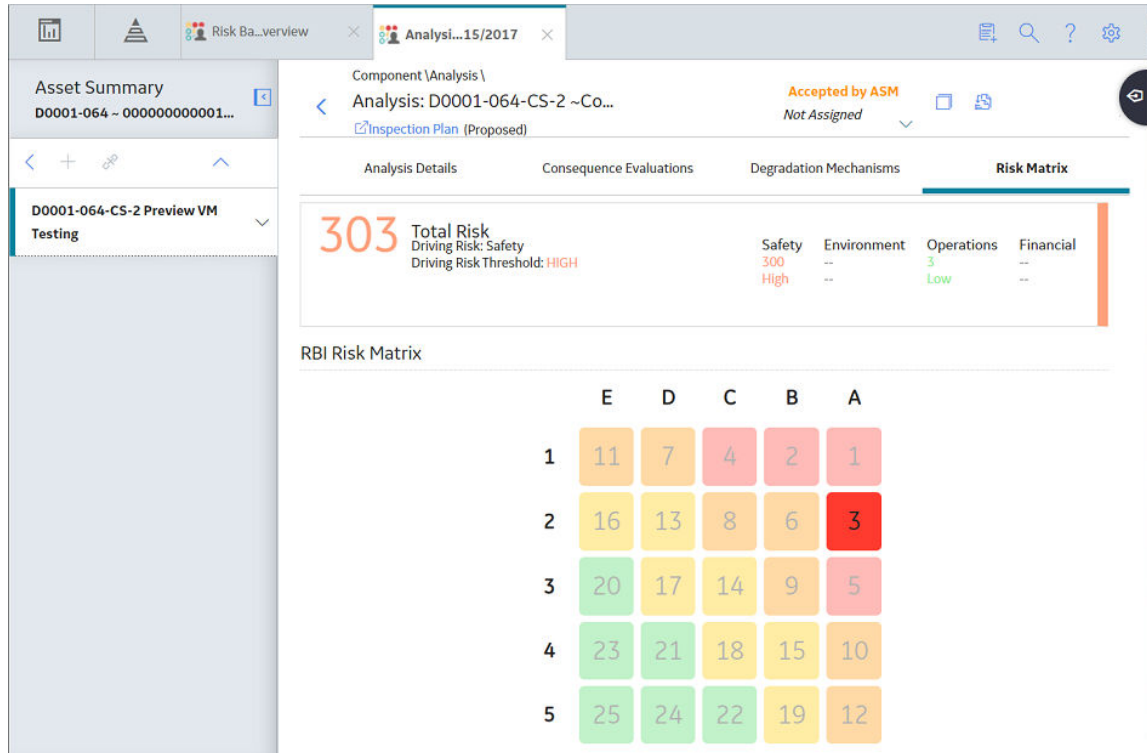 Risk Ba...verview
Analysi...15/2017
Asset Summary
D0001-064 ~ 000000000001...
D0001-064-CS-2 Preview VM
Testing
Component \Analysis \
Analysis: D0001-064-CS-2 ~Co...
Inspection Plan (Proposed)
Accepted by ASM
Not Assigned
Analysis Details Consequence Evaluations Degradation Mechanisms Risk Matrix
303
Total Risk
Driving Risk: Safety
Driving Risk Threshold: HIGH
Safety Environment Operations Financial
300 -- 3 --
High -- Low --
RBI Risk Matrix
E D C B A
1 11 7 4 2 1
2 16 13 8 6 3
3 20 17 14 9 5
4 23 21 18 15 10
5 25 24 22 19 12